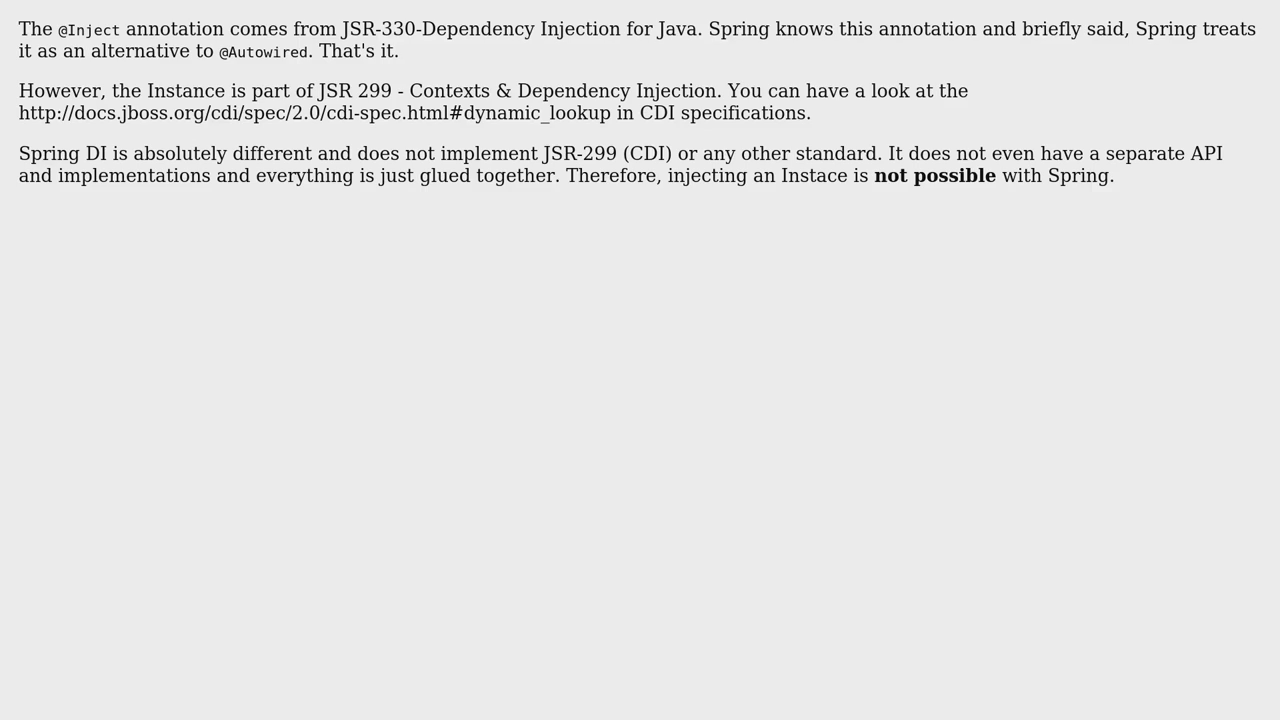 The @Inject annotation comes from JSR-330-Dependency Injection for Java. Spring knows this annotation and briefly said, Spring treats
it as an alternative to @Autowired. That's it.
However, the Instance is part of JSR 299 - Contexts & Dependency Injection. You can have a look at the
http://docs.jboss.org/cdi/spec/2.0/cdi-spec.html#dynamic_lookup in CDI specifications.
Spring DI is absolutely different and does not implement JSR-299 (CDI) or any other standard. It does not even have a separate API
and implementations and everything is just glued together. Therefore, injecting an Instace is not possible with Spring.